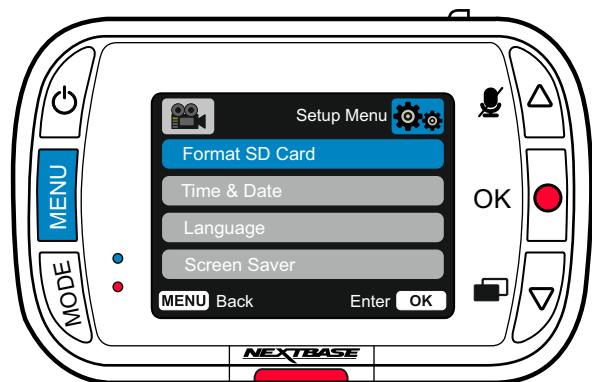 Setup Menu
Format SD Card
Time & Date
Language
Screen Saver
MENU Back Enter OK
MENU
MODE
OK
NEXTBASE